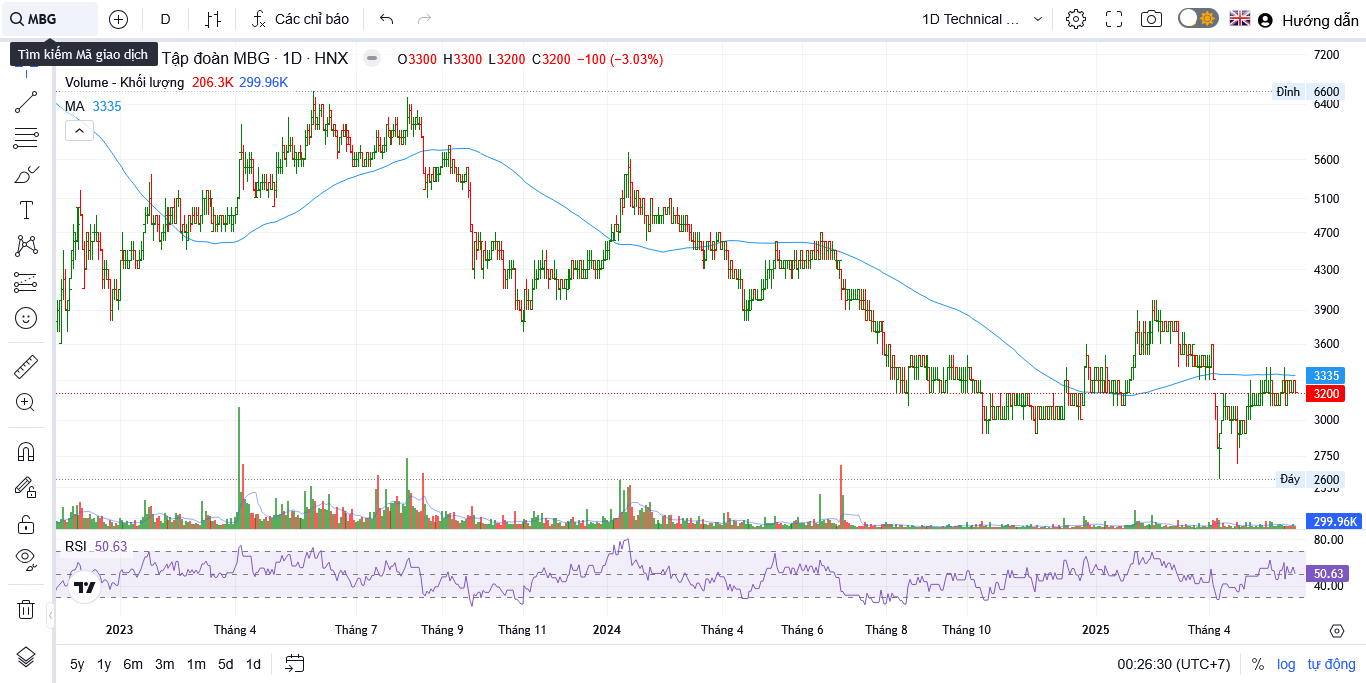 MBG
D
Các chỉ báo
1D Technical ...
Hướng dẫn
Tìm kiếm Mã giao dịch
Tập đoàn MBG · 1D · HNX
O3300 H3300 L3200 C3200 −100 (−3.03%)
Volume - Khối lượng 206.3K 299.96K
MA 3335
7200
Đỉnh 6600
6400
5600
5100
4700
4300
3900
3600
3335
3200
3000
2750
Đáy 2600
2550
299.96K
RSI 50.63
80.00
50.63
40.00
2023 Tháng 4 Tháng 7 Tháng 9 Tháng 11 2024 Tháng 4 Tháng 6 Tháng 8 Tháng 10 2025 Tháng 4
5y 1y 6m 3m 1m 5d 1d
00:26:30 (UTC+7) % log tự động